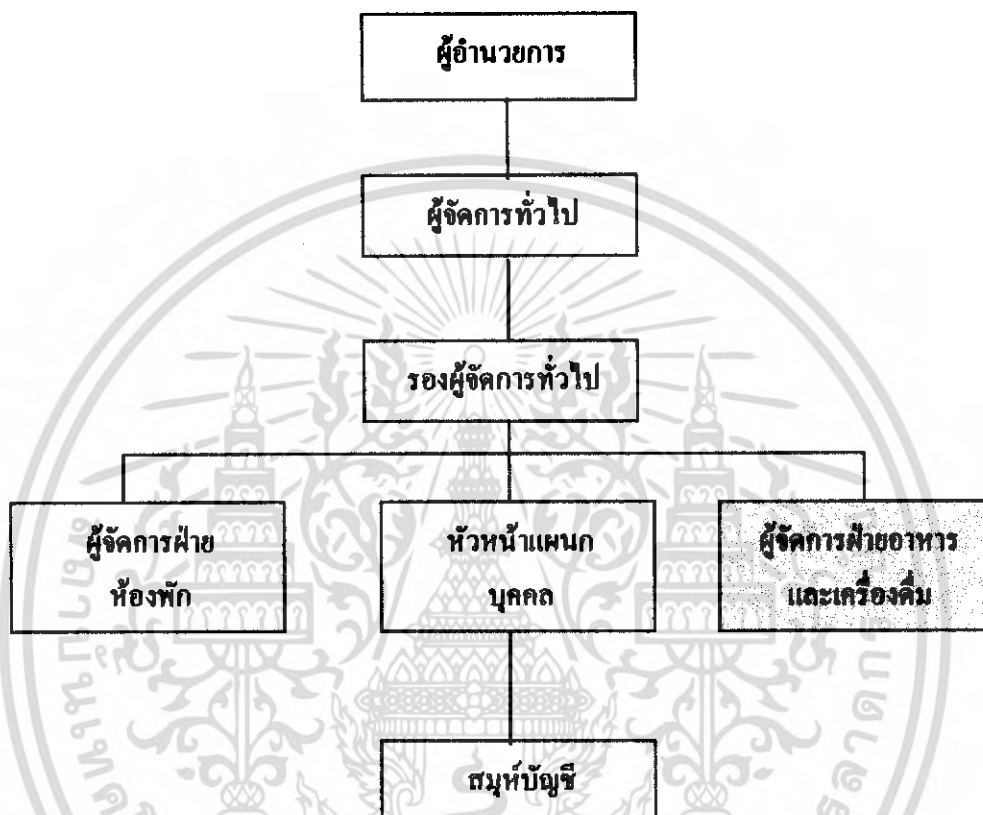 ผู้อำนวยการ
ผู้จัดการทั่วไป
รองผู้จัดการทั่วไป
ผู้จัดการฝ่าย
ห้องพัก
หัวหน้าแผนก
บุคคล
ผู้จัดการฝ่ายอาหาร
และเครื่องดื่ม
สมุห์บัญชี